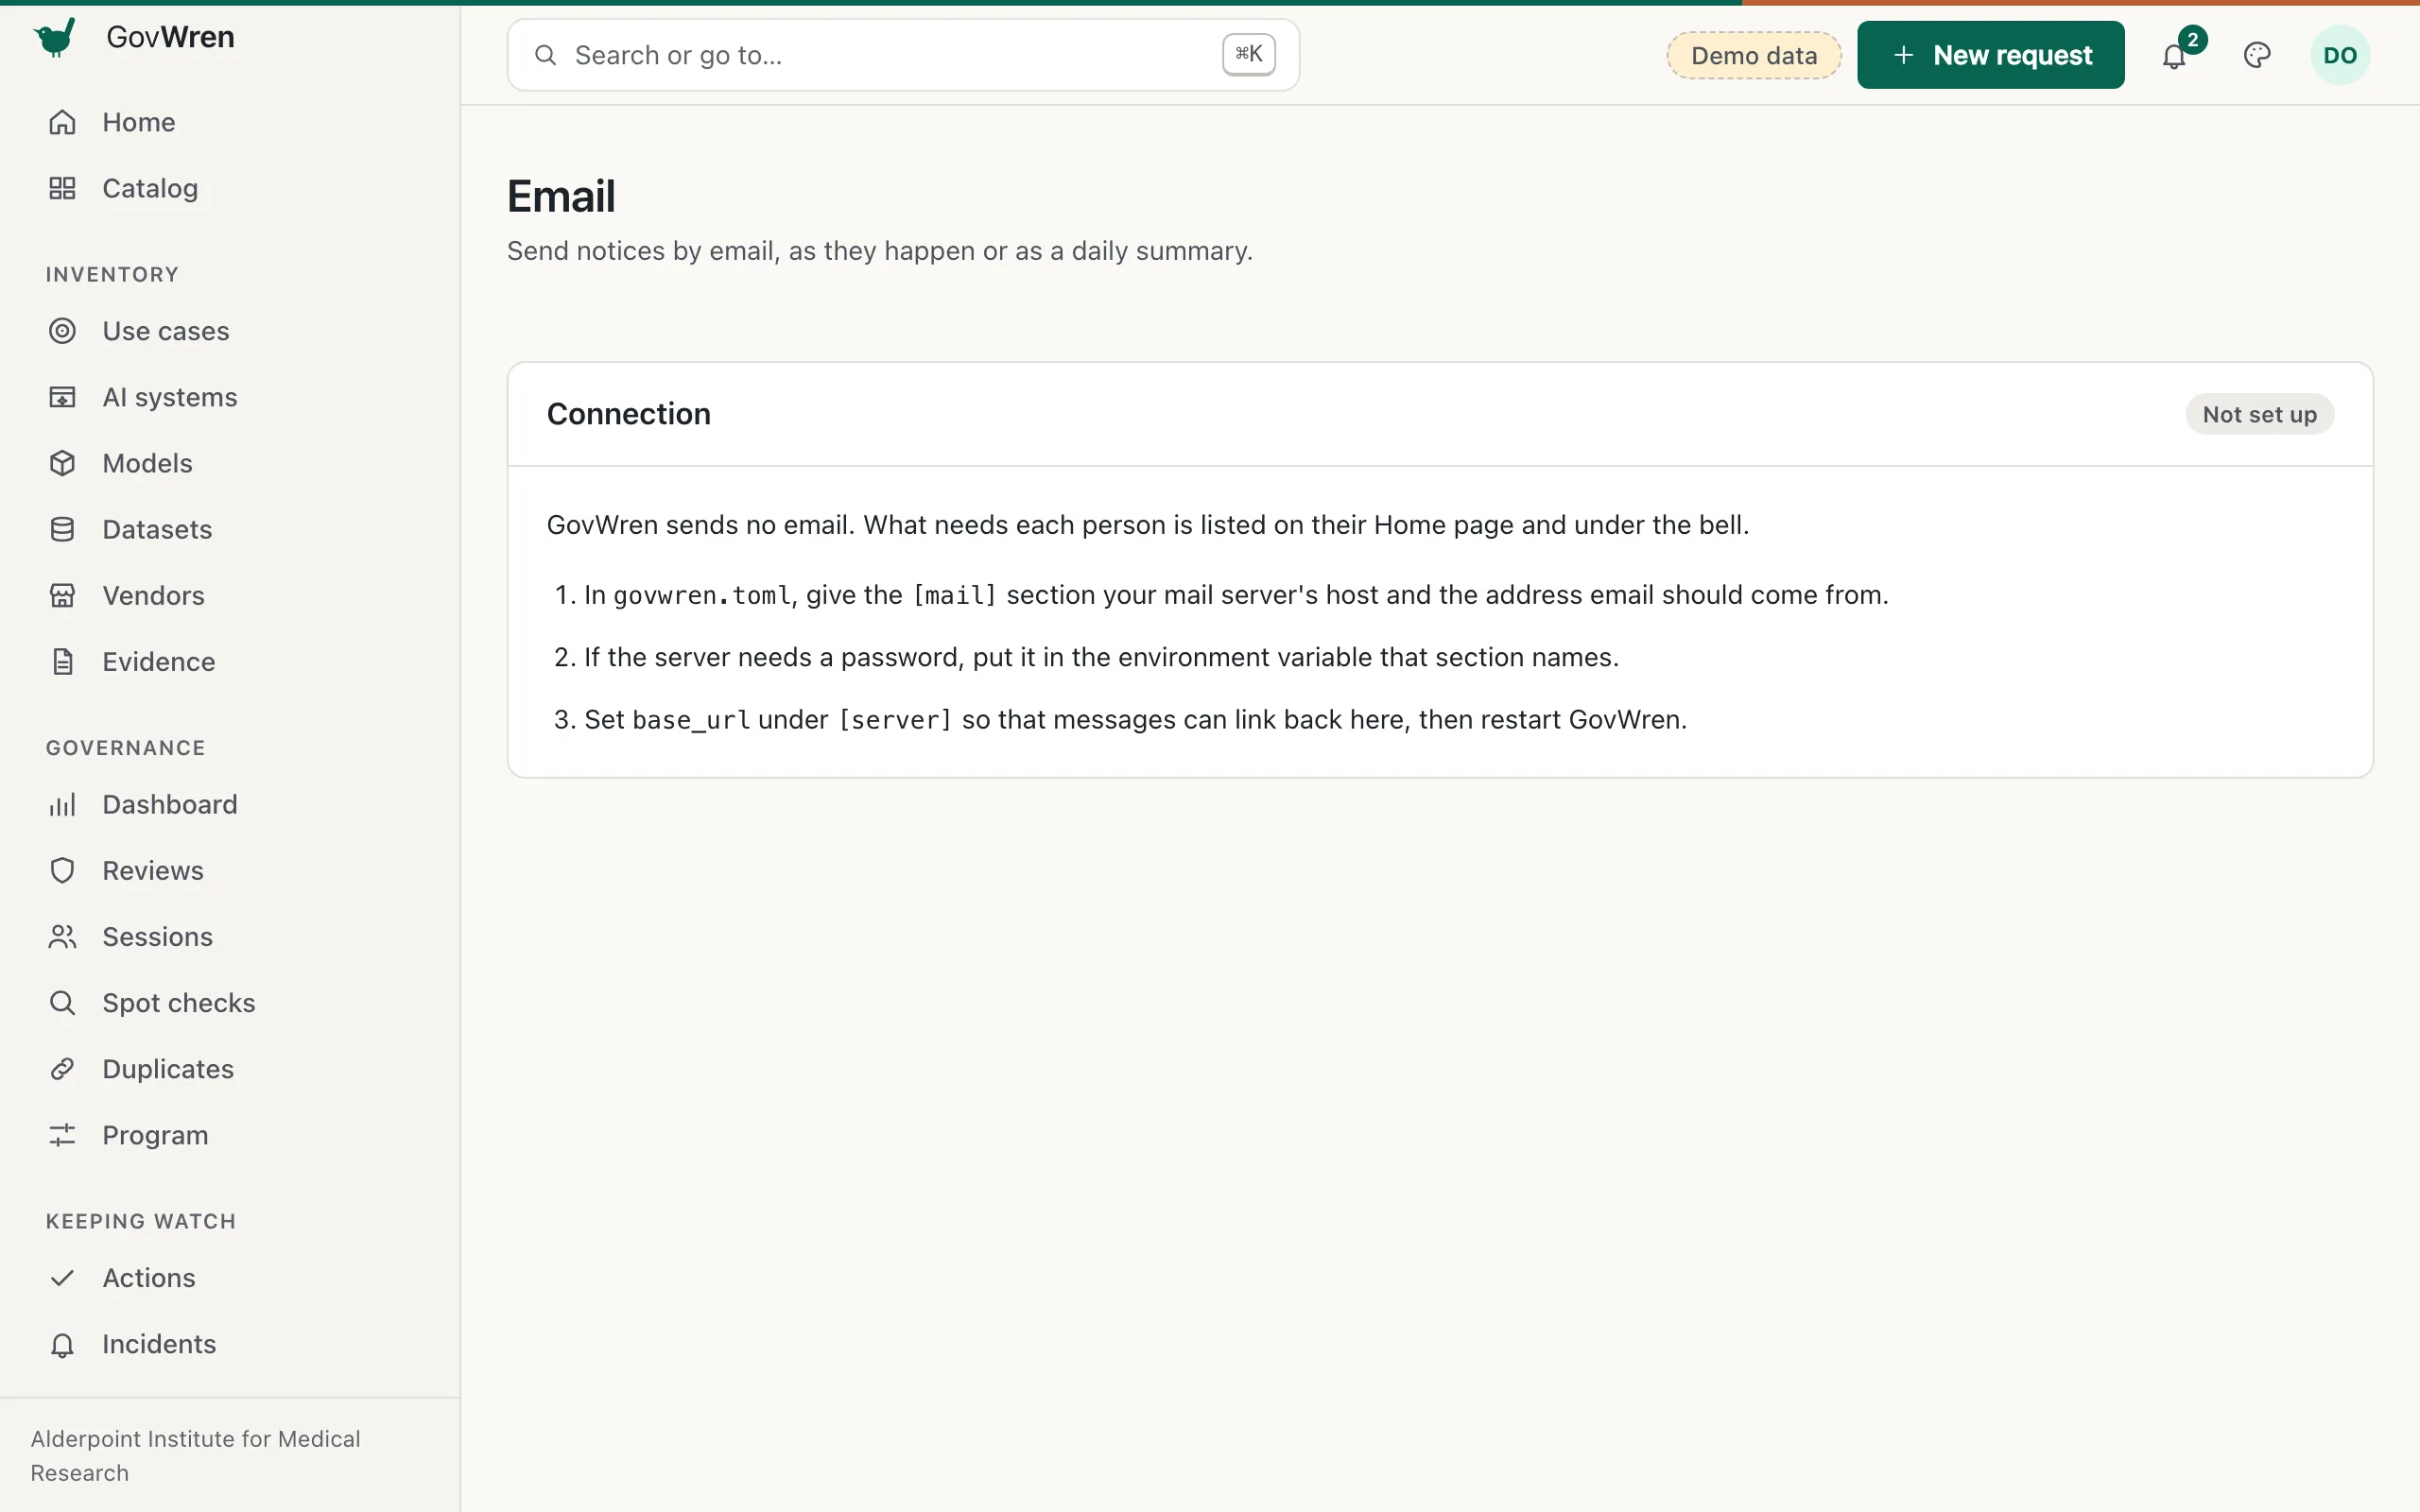 GovWren
Search or go to...
⌘K
Demo data
New request
2
DO
Home
Catalog
INVENTORY
Use cases
AI systems
Models
Datasets
Vendors
Evidence
GOVERNANCE
Dashboard
Reviews
Sessions
Spot checks
Duplicates
Program
KEEPING WATCH
Actions
Incidents
Alderpoint Institute for Medical
Research
Email
Send notices by email, as they happen or as a daily summary.
Connection
Not set up
GovWren sends no email. What needs each person is listed on their Home page and under the bell.
1. In govwren.toml, give the [mail] section your mail server's host and the address email should come from.
2. If the server needs a password, put it in the environment variable that section names.
3. Set base_url under [server] so that messages can link back here, then restart GovWren.